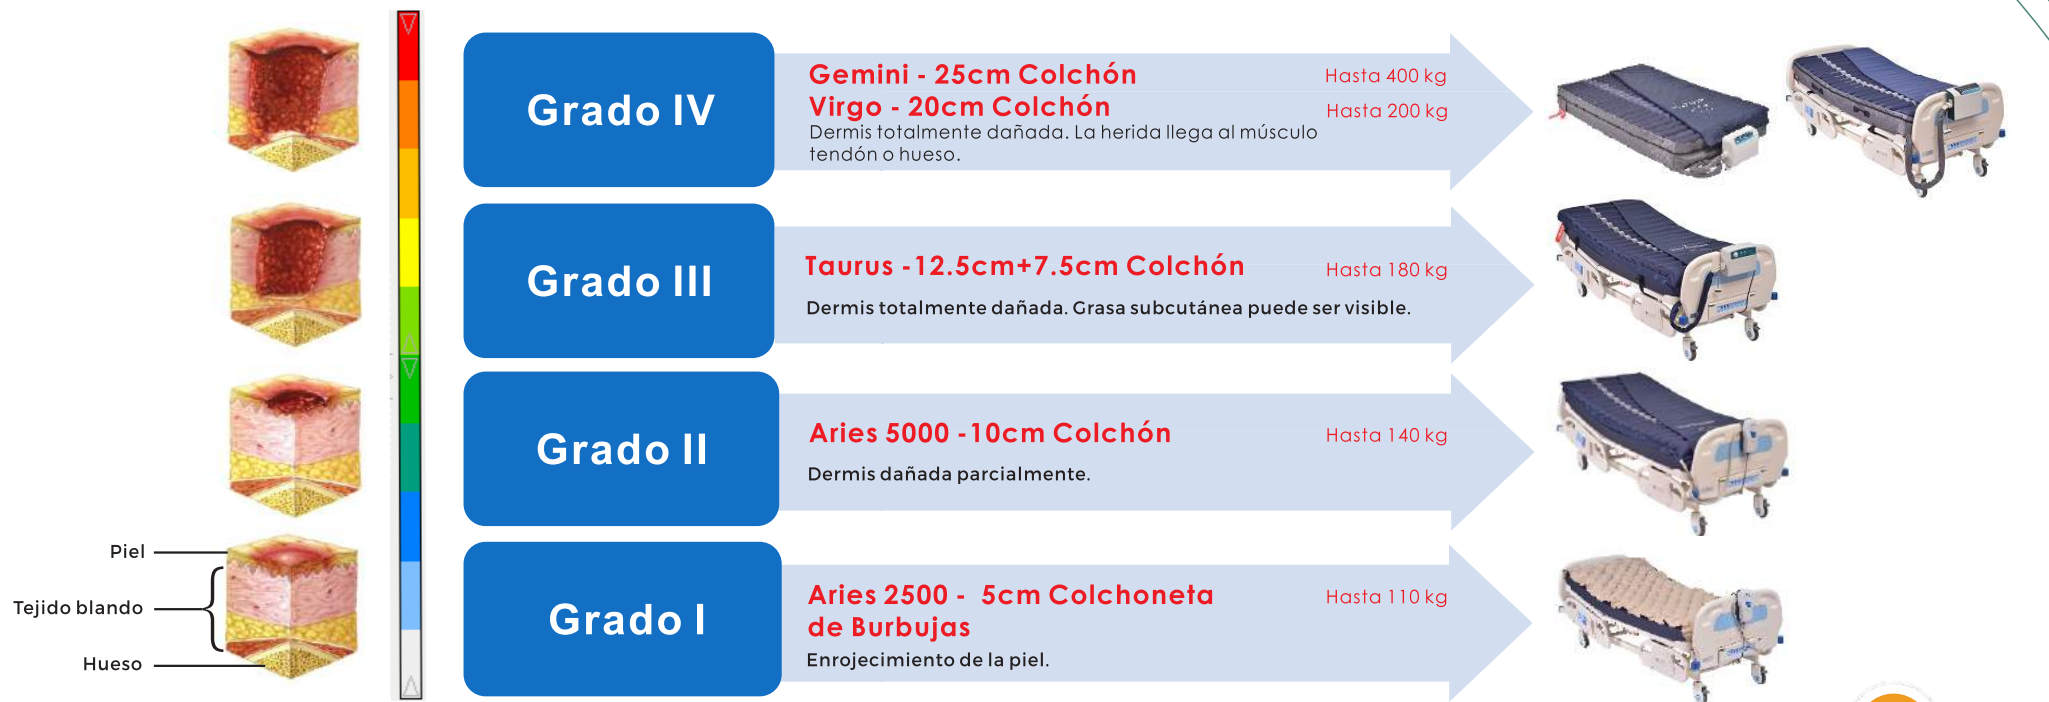 Grado IV
Gemini - 25cm Colchón
Hasta 400 kg
Virgo - 20cm Colchón
Hasta 200 kg
Dermis totalmente dañada. La herida llega al músculo
tendón o hueso.
Grado III
Taurus -12.5cm+7.5cm Colchón
Hasta 180 kg
Dermis totalmente dañada. Grasa subcutánea puede ser visible.
Grado II
Aries 5000 -10cm Colchón
Hasta 140 kg
Dermis dañada parcialmente.
Piel
Tejido blando
Hueso
Grado I
Aries 2500 - 5cm Colchoneta
de Burbujas
Hasta 110 kg
Enrojecimiento de la piel.